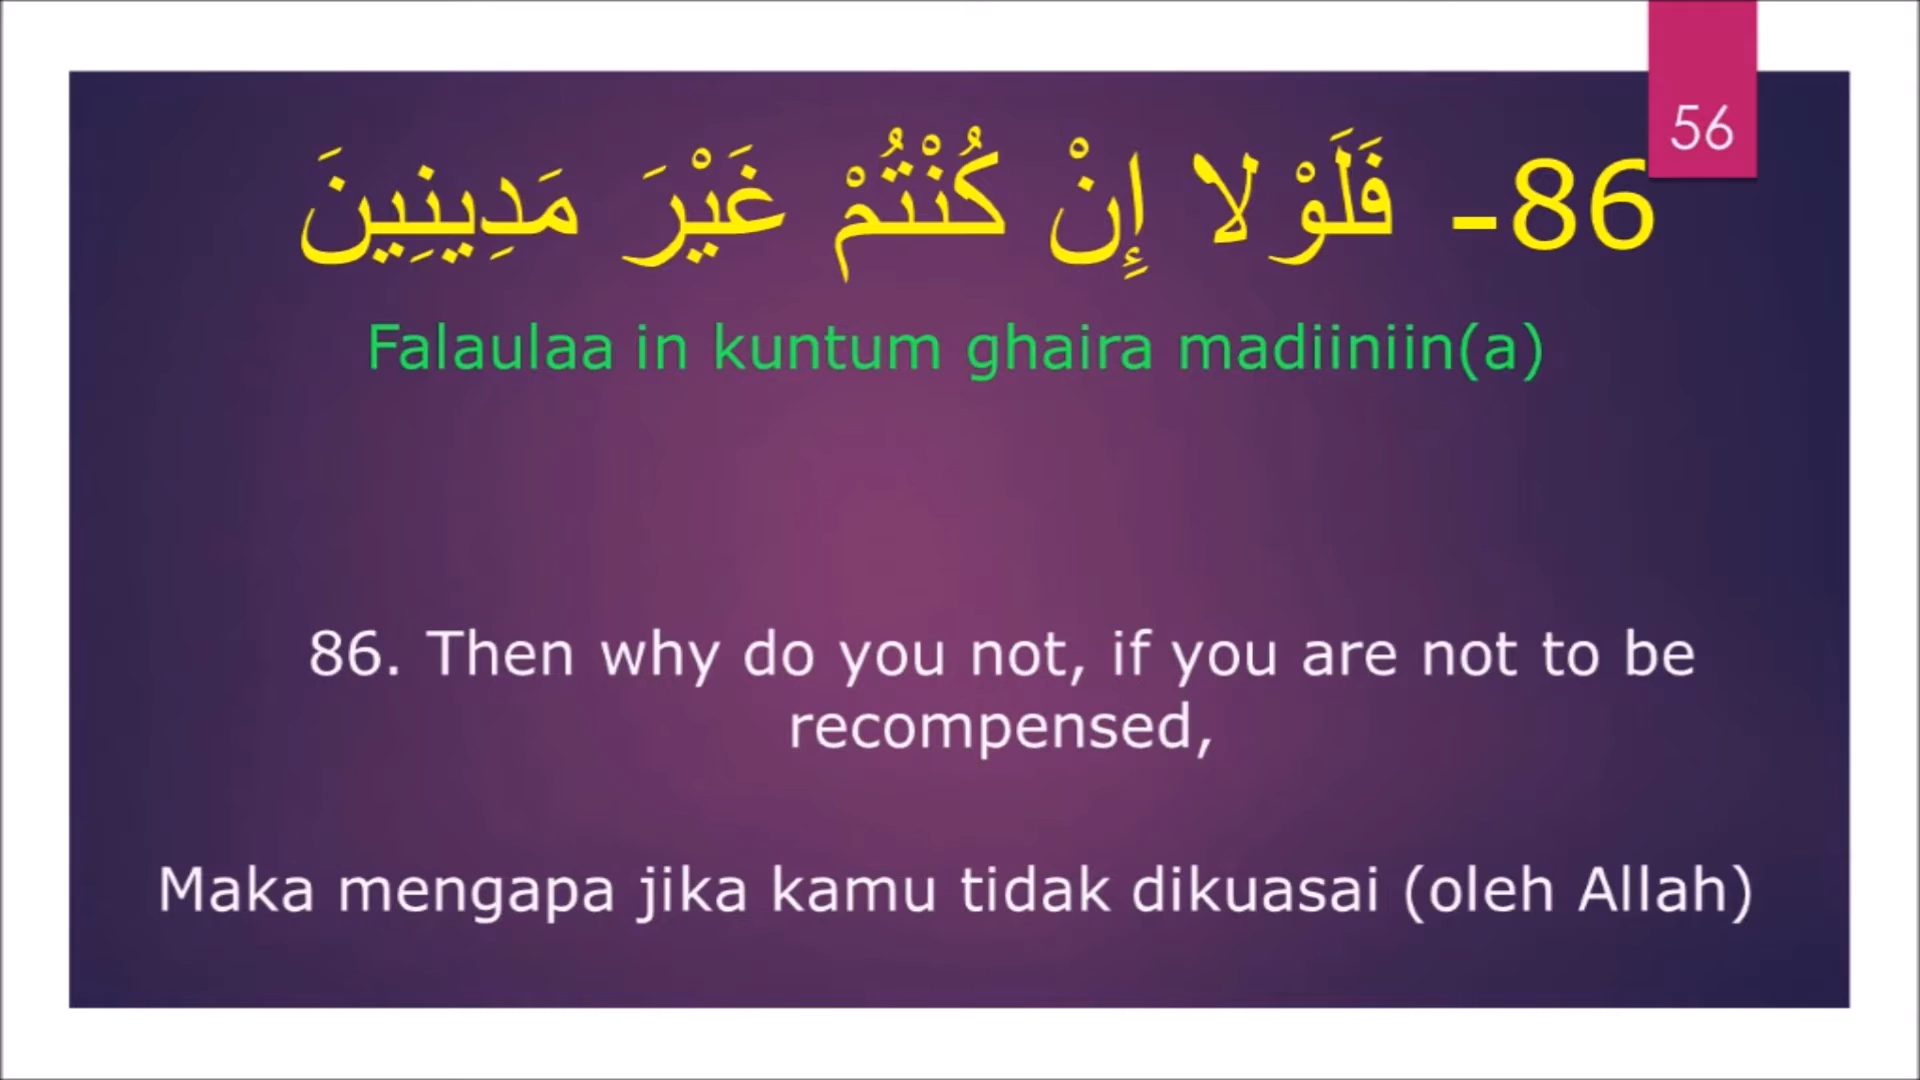 56
86- فَلَوْلا إِنْ كُنْتُمْ غَيْرَ مَدِينِينَ
Falaulaa in kuntum ghaira madiiniin(a)
86. Then why do you not, if you are not to be
recompensed,
Maka mengapa jika kamu tidak dikuasai (oleh Allah)